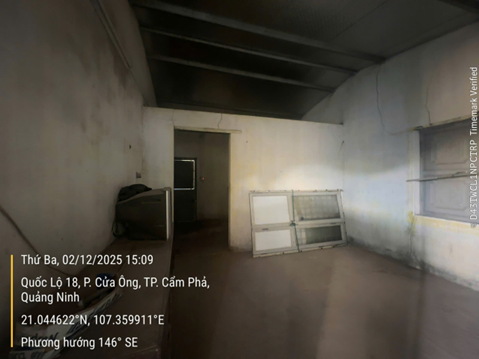 Thứ Ba, 02/12/2025 15:09
Quốc Lộ 18, P. Cửa Ông, TP. Cẩm Phả,
Quảng Ninh
21.044622°N, 107.359911°E
Phương hướng 146° SE
Timemark Verified